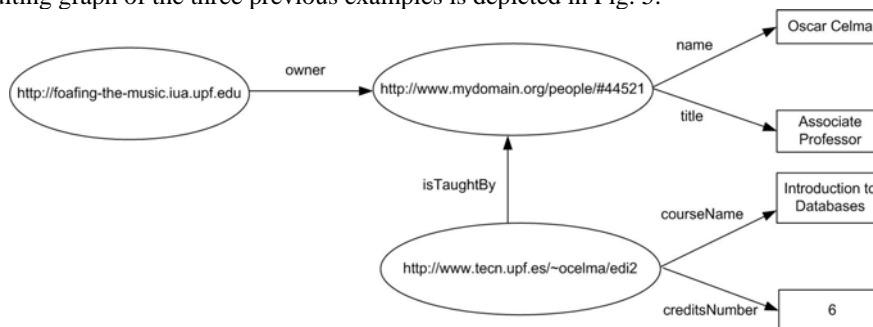 ulting graph of the three previous examples is depicted in Fig. 5.
name
Oscar Celma
owner
http://foafing-the-music.iua.upf.edu
http://www.mydomain.org/people/#44521
title
Associate
Professor
isTaughtBy
Introduction to
Databases
courseName
http://www.tecn.upf.es/~ocelma/edi2
creditsNumber
6